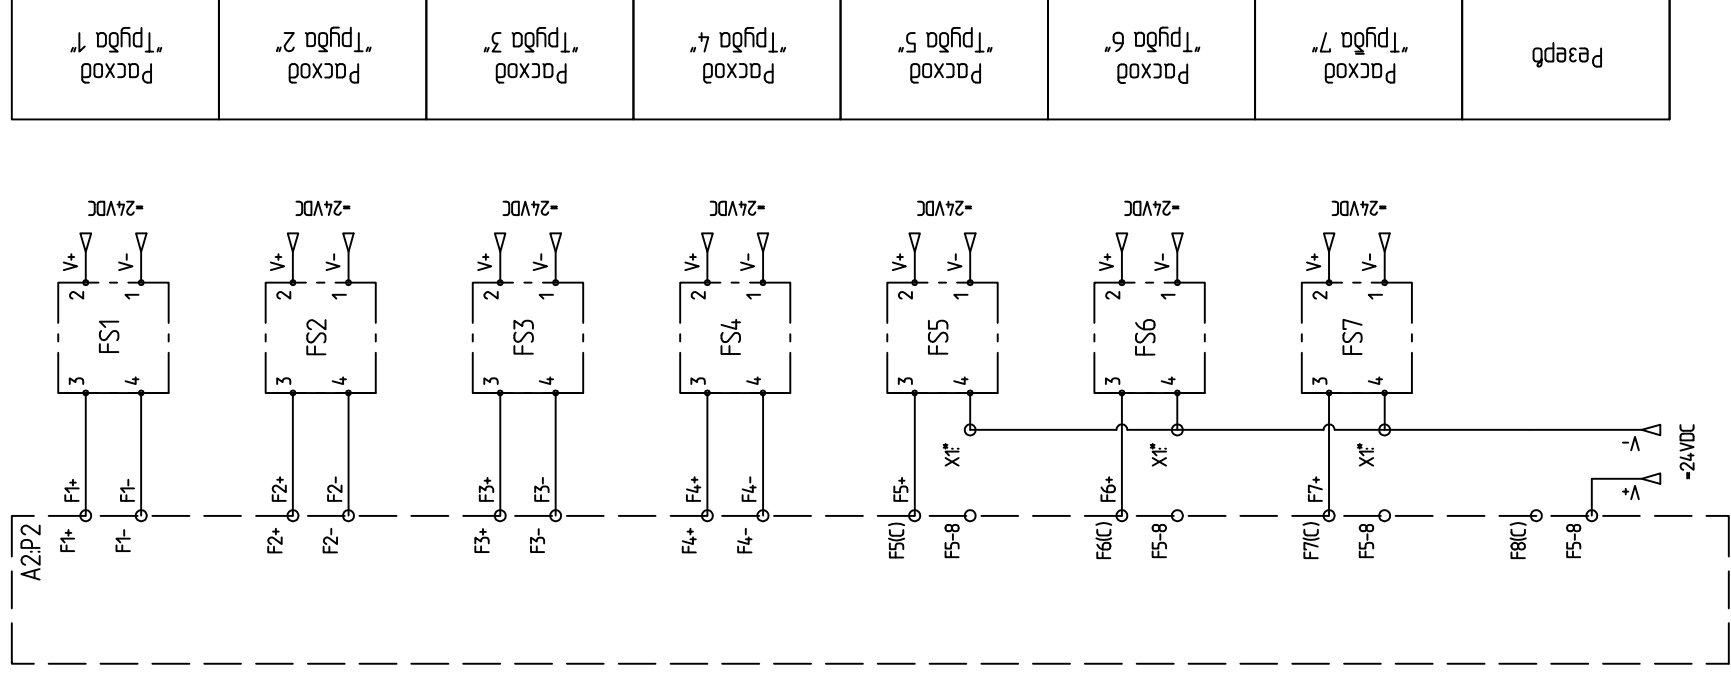 Расход
"Труба 1"
Расход
"Труба 2"
Расход
"Труба 3"
Расход
"Труба 4"
Расход
"Труба 5"
Расход
"Труба 6"
Расход
"Труба 7"
Резерв
=24VDC
=24VDC
=24VDC
=24VDC
=24VDC
=24VDC
=24VDC
V+
V-
V+
V-
V+
V-
V+
V-
V+
V-
V+
V-
V+
V-
2
1
2
1
2
1
2
1
2
1
2
1
2
1
FS1
FS2
FS3
FS4
FS5
FS6
FS7
3
4
3
4
3
4
3
4
3
4
3
4
3
4
X1:*
X1:*
X1:*
V-
=24VDC
V+
F1+
F1-
F2+
F2-
F3+
F3-
F4+
F4-
F5+
F6+
F7+
A2:P2
F1+
F1-
F2+
F2-
F3+
F3-
F4+
F4-
F5(C)
F5-8
F6(C)
F5-8
F7(C)
F5-8
F8(C)
F5-8